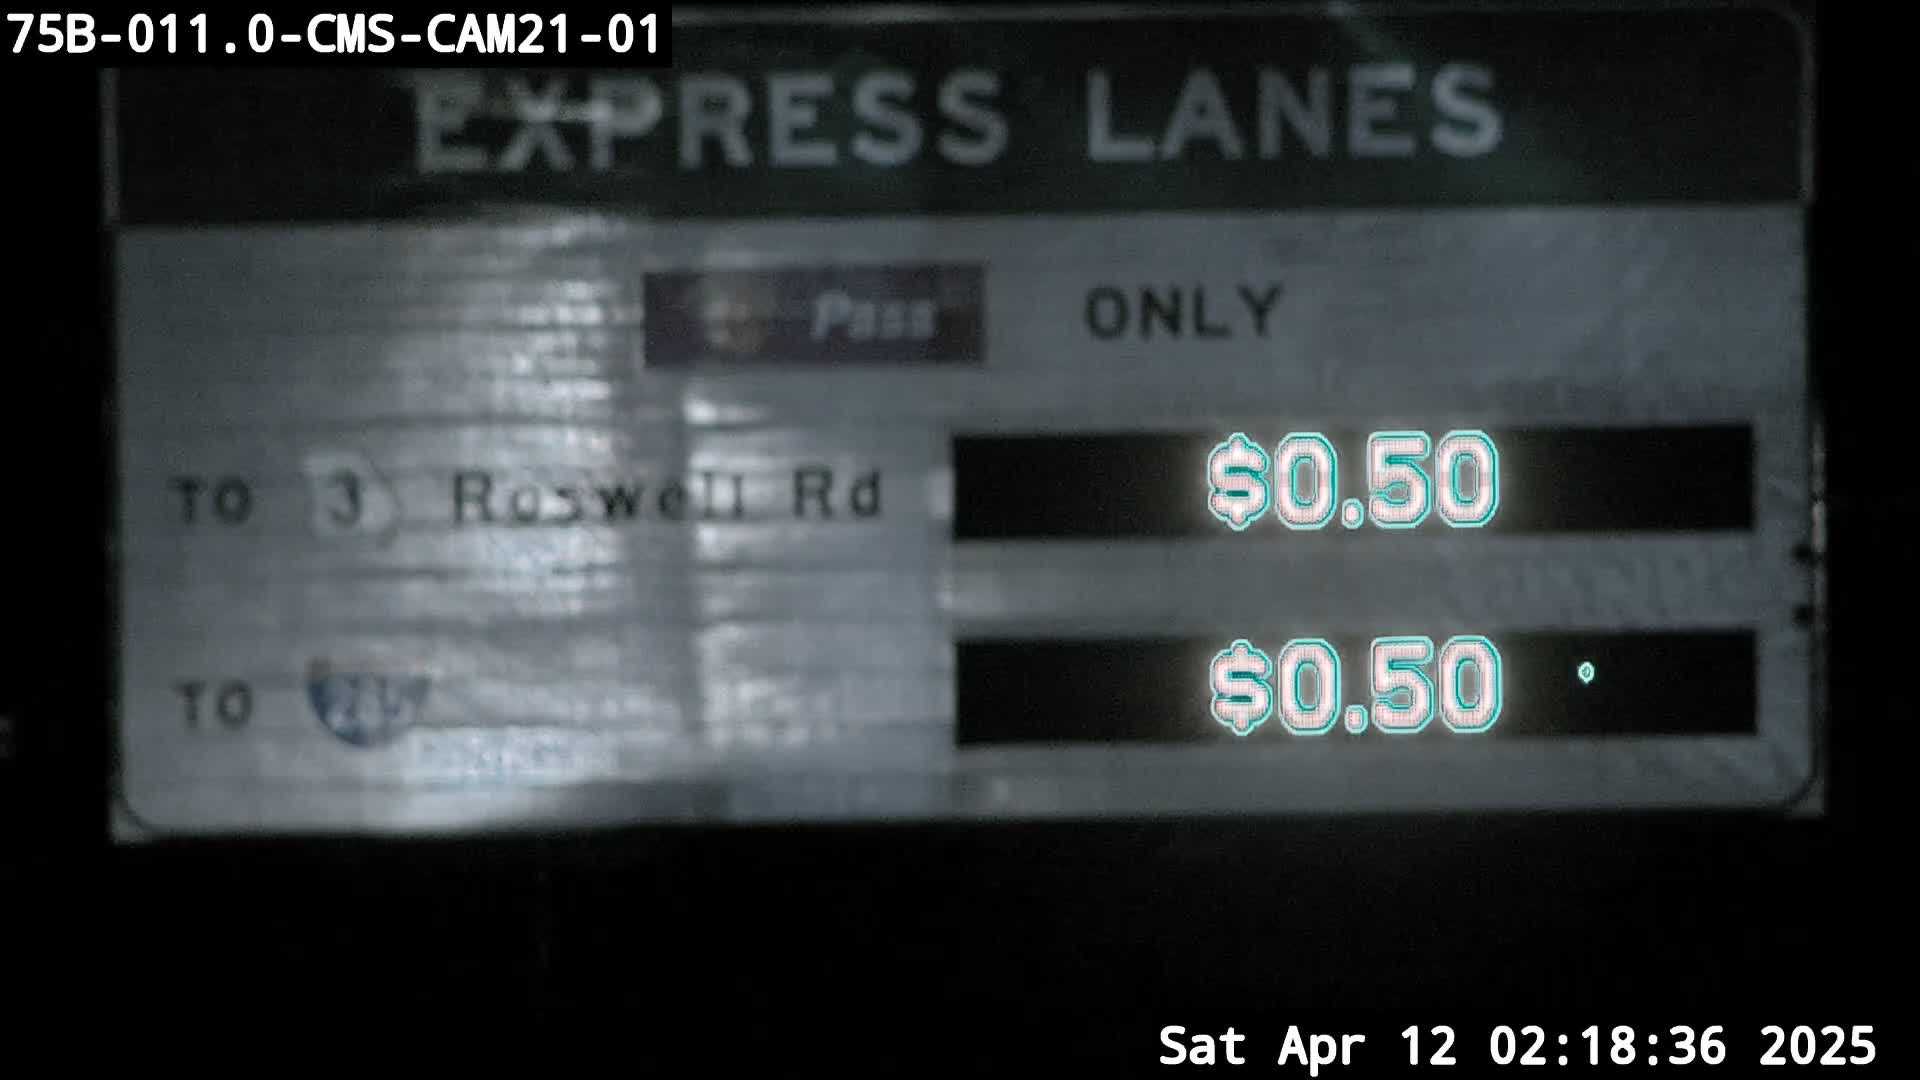 75B-011.0-CMS-CAM21-01
EXPRESS LANES
Pass ONLY
TO 3 Roswell Rd $0.50
TO $0.50
Sat Apr 12 02:18:36 2025